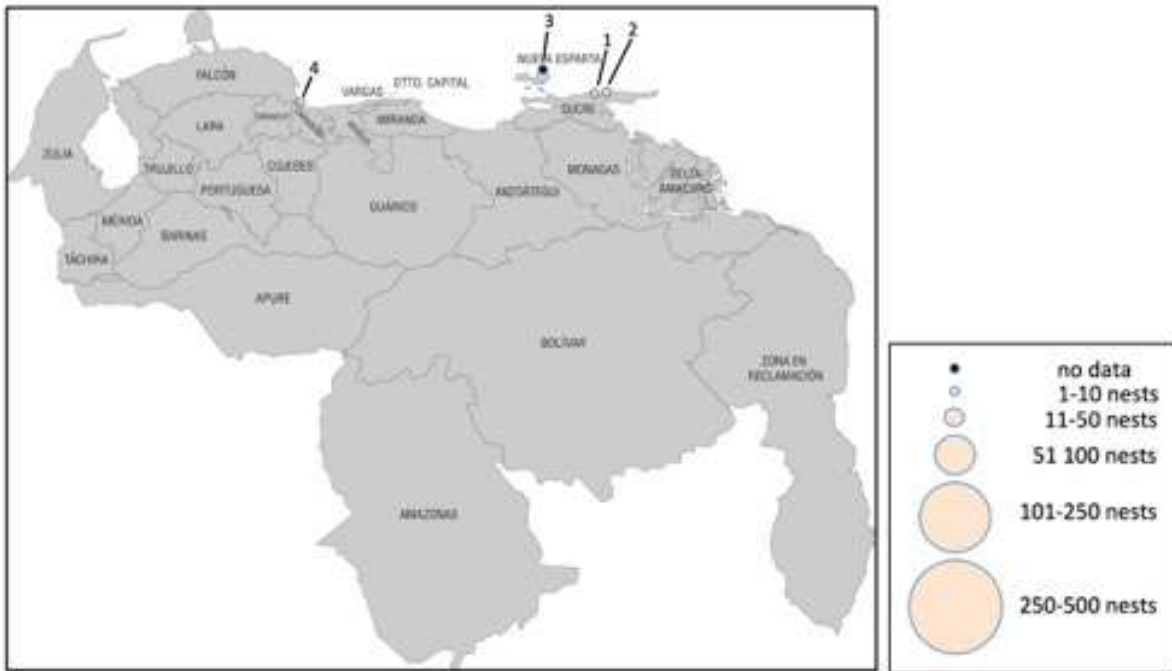 3
1
2
NUEVA ESPARTA
4
FALCÓN
DTTO. CAPITAL
VARGAS
SUCRE
LARA
MIRANDA
ZULIA
TRUJILLO
COJEDES
MONAGAS
DELTA
AMACURO
PORTUGUESA
ANZOÁTEGUI
GUÁRICO
MÉRIDA
BARINAS
TÁCHIRA
APURE
BOLÍVAR
ZONA EN
RECLAMACIÓN
AMAZONAS
no data
1-10 nests
11-50 nests
51 100 nests
101-250 nests
250-500 nests